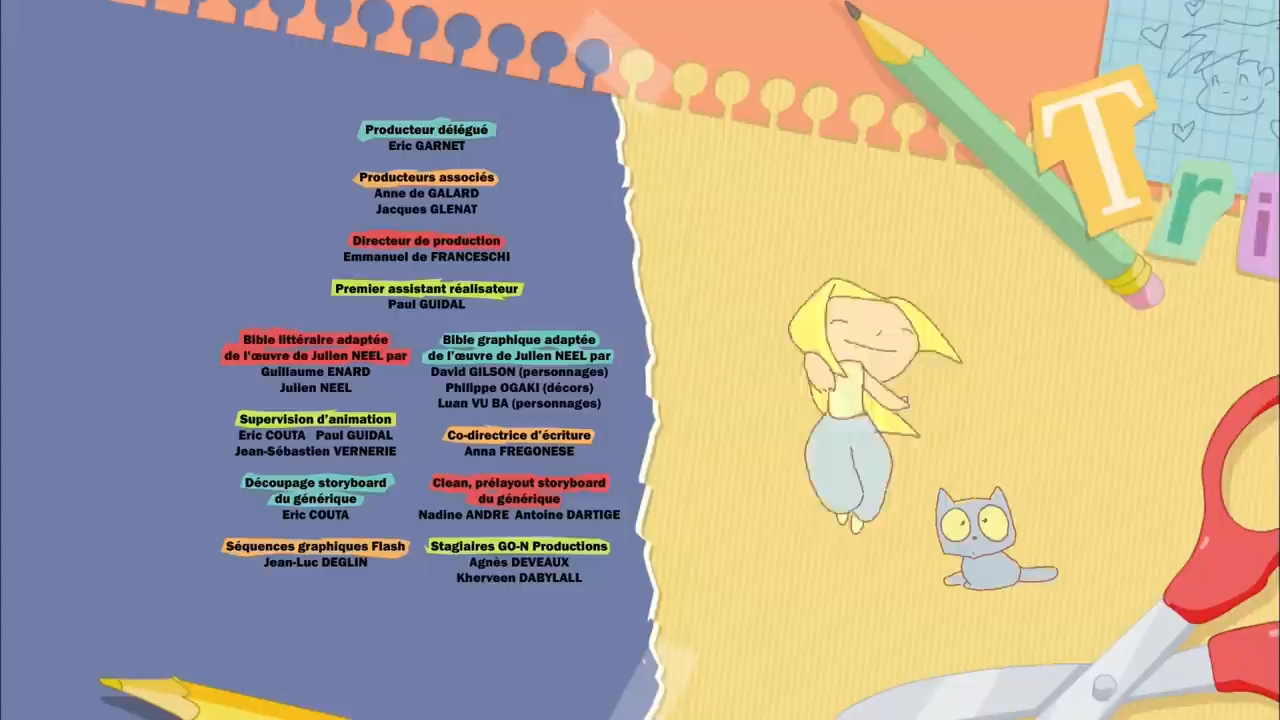 Producteur délégué
Eric GARNET
Producteurs associés
Anne de GALARD
Jacques GLENAT
Directeur de production
Emmanuel de FRANCESCHI
Premier assistant réalisateur
Paul GUIDAL
Bible littéraire adaptée
de l'œuvre de Julien NEEL par
Guillaume ENARD
Julien NEEL
Bible graphique adaptée
de l'œuvre de Julien NEEL par
David GILSON (personnages)
Philippe OGAKI (décors)
Luan VU BA (personnages)
Supervision d'animation
Eric COUTA Paul GUIDAL
Jean-Sébastien VERNERIE
Co-directrice d'écriture
Anna FREGONESE
Découpage storyboard
du générique
Eric COUTA
Clean, prélayout storyboard
du générique
Nadine ANDRE Antoine DARTIGE
Séquences graphiques Flash
Jean-Luc DEGLIN
Stagiaires GO-N Productions
Agnès DEVEAUX
Kherveen DABYLALL
Tri